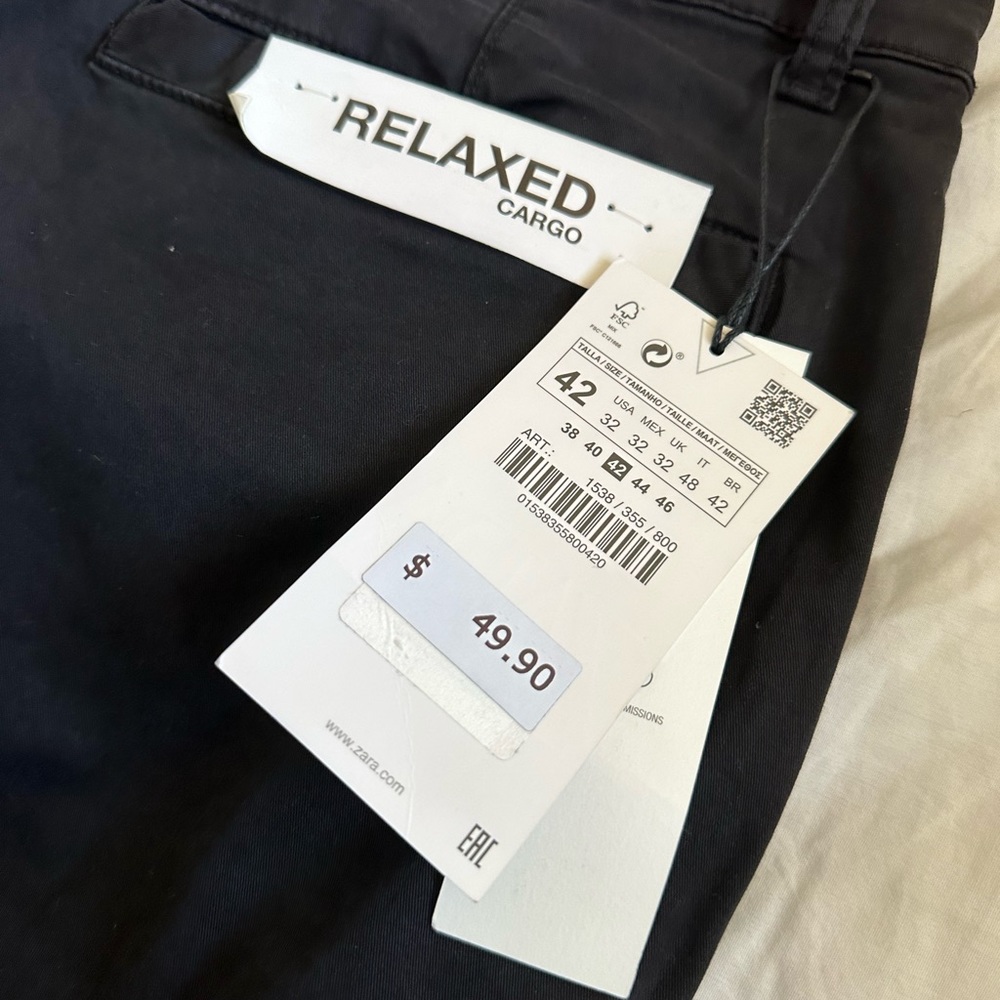 RELAXED
CARGO
FSC
MIX
FSC® C121998
®
TALLA / SIZE / TAMANHO / TAILLE / MAAT / ΜΕΓΕΘΟΣ
42
USA MEX UK IT BR
32 32 32 48 42
38 40 42 44 46
ART.:
1538 / 355 / 800
01538355800420
$ 49.90
MISSIONS
www.zara.com
EAC